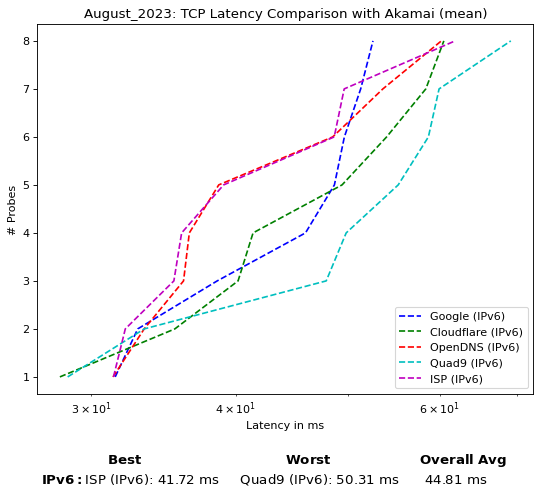 August_2023: TCP Latency Comparison with Akamai (mean)
# Probes
8
7
6
5
4
3
2
1
Google (IPv6)
Cloudflare (IPv6)
OpenDNS (IPv6)
Quad9 (IPv6)
ISP (IPv6)
3 × 10¹ 4 × 10¹ 6 × 10¹
Latency in ms
Best Worst Overall Avg
IPv6: ISP (IPv6): 41.72 ms Quad9 (IPv6): 50.31 ms 44.81 ms